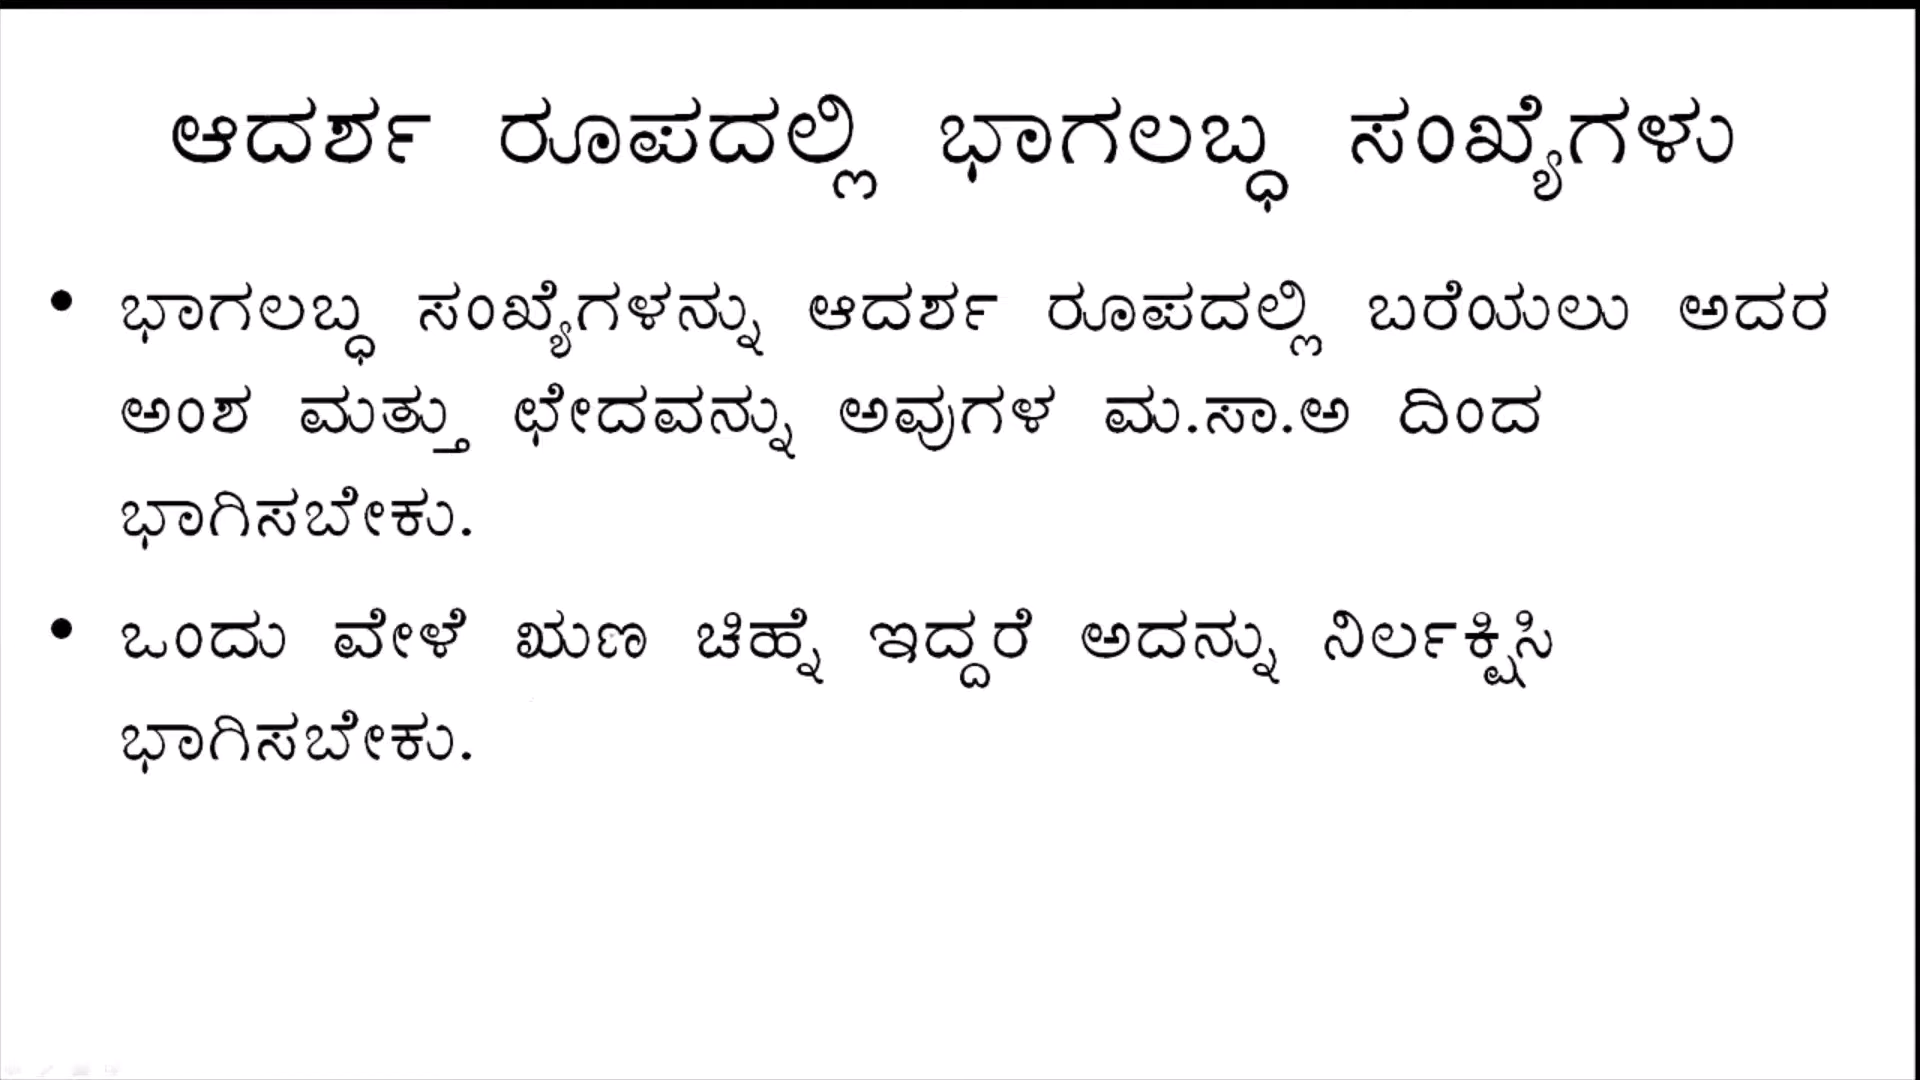 ಆದರ್ಶ ರೂಪದಲ್ಲಿ ಭಾಗಲಬ್ಧ ಸಂಖ್ಯೆಗಳು
• ಭಾಗಲಬ್ಧ ಸಂಖ್ಯೆಗಳನ್ನು ಆದರ್ಶ ರೂಪದಲ್ಲಿ ಬರೆಯಲು ಅದರ
ಅಂಶ ಮತ್ತು ಛೇದವನ್ನು ಅವುಗಳ ಮ.ಸಾ.ಅ ದಿಂದ
ಭಾಗಿಸಬೇಕು.
• ಒಂದು ವೇಳೆ ಋಣ ಚಿಹ್ನೆ ಇದ್ದರೆ ಅದನ್ನು ನಿರ್ಲಕ್ಷಿಸಿ
ಭಾಗಿಸಬೇಕು.